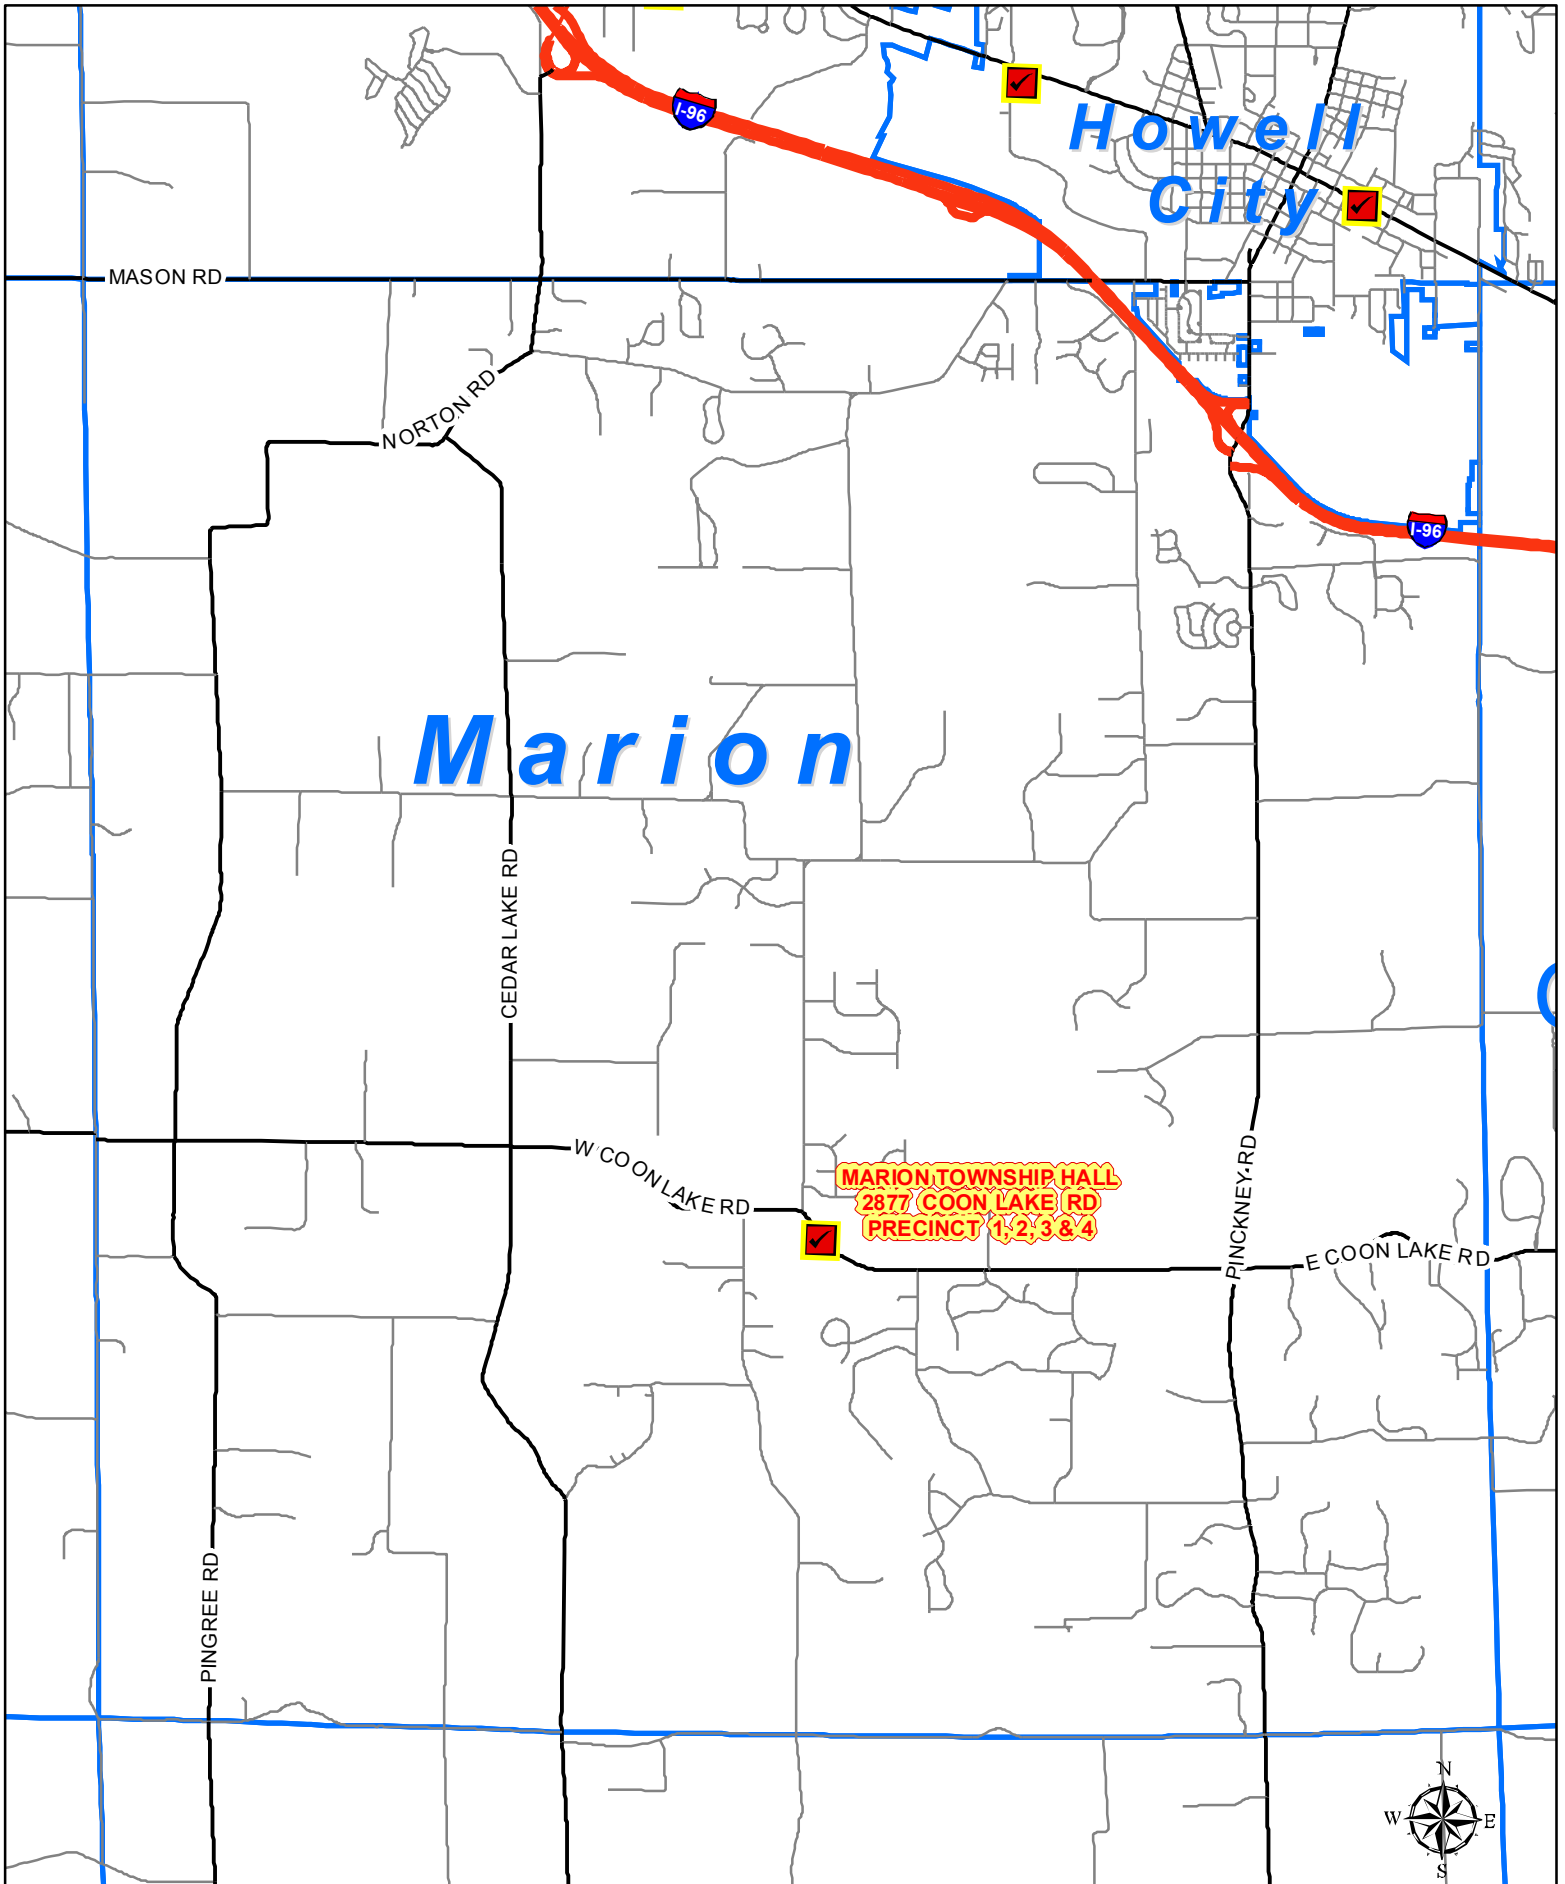 I-96
Howell
City
MASON RD
NORTON RD
I-96
Marion
CEDAR LAKE RD
W COON LAKE RD
MARION TOWNSHIP HALL
2877 COON LAKE RD
PRECINCT 1, 2, 3 & 4
PINCKNEY RD
E COON LAKE RD
PINGREE RD
N
W E
S